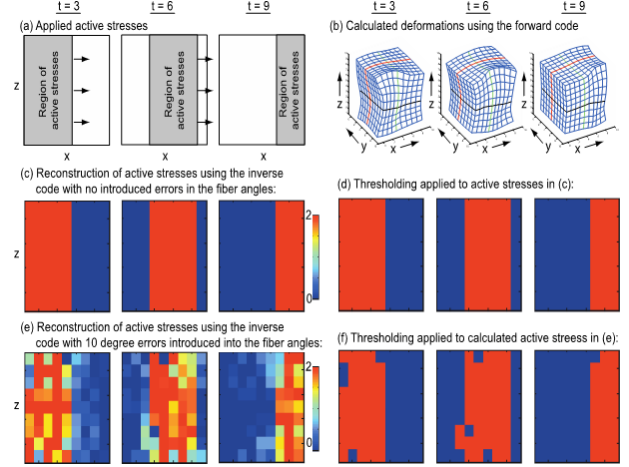 t = 3 t = 6 t = 9 t = 3 t = 6 t = 9
(a) Applied active stresses
(b) Calculated deformations using the forward code
z
Region of
active stresses
Region of
active stresses
Region of
active stresses
x x
z y x
z y x
z y x
(c) Reconstruction of active stresses using the inverse
code with no introduced errors in the fiber angles:
(d) Thresholding applied to active stresses in (c):
z
2
0
(e) Reconstruction of active stresses using the inverse
code with 10 degree errors introduced into the fiber angles:
(f) Thresholding applied to calculated active streess in (e):
z
2
0